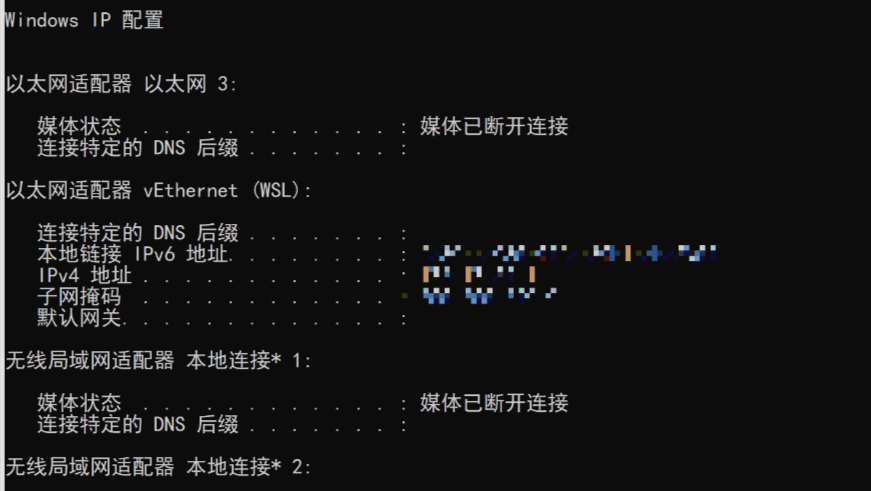 Windows IP 配置
以太网适配器 以太网 3:
媒体状态 . . . . . . . . . . . . : 媒体已断开连接
连接特定的 DNS 后缀 . . . . . . . :
以太网适配器 vEthernet (WSL):
连接特定的 DNS 后缀 . . . . . . . :
本地链接 IPv6 地址. . . . . . . . :
IPv4 地址 . . . . . . . . . . . . :
子网掩码 . . . . . . . . . . . .
默认网关. . . . . . . . . . . . . :
无线局域网适配器 本地连接* 1:
媒体状态 . . . . . . . . . . . . : 媒体已断开连接
连接特定的 DNS 后缀 . . . . . . . :
无线局域网适配器 本地连接* 2: